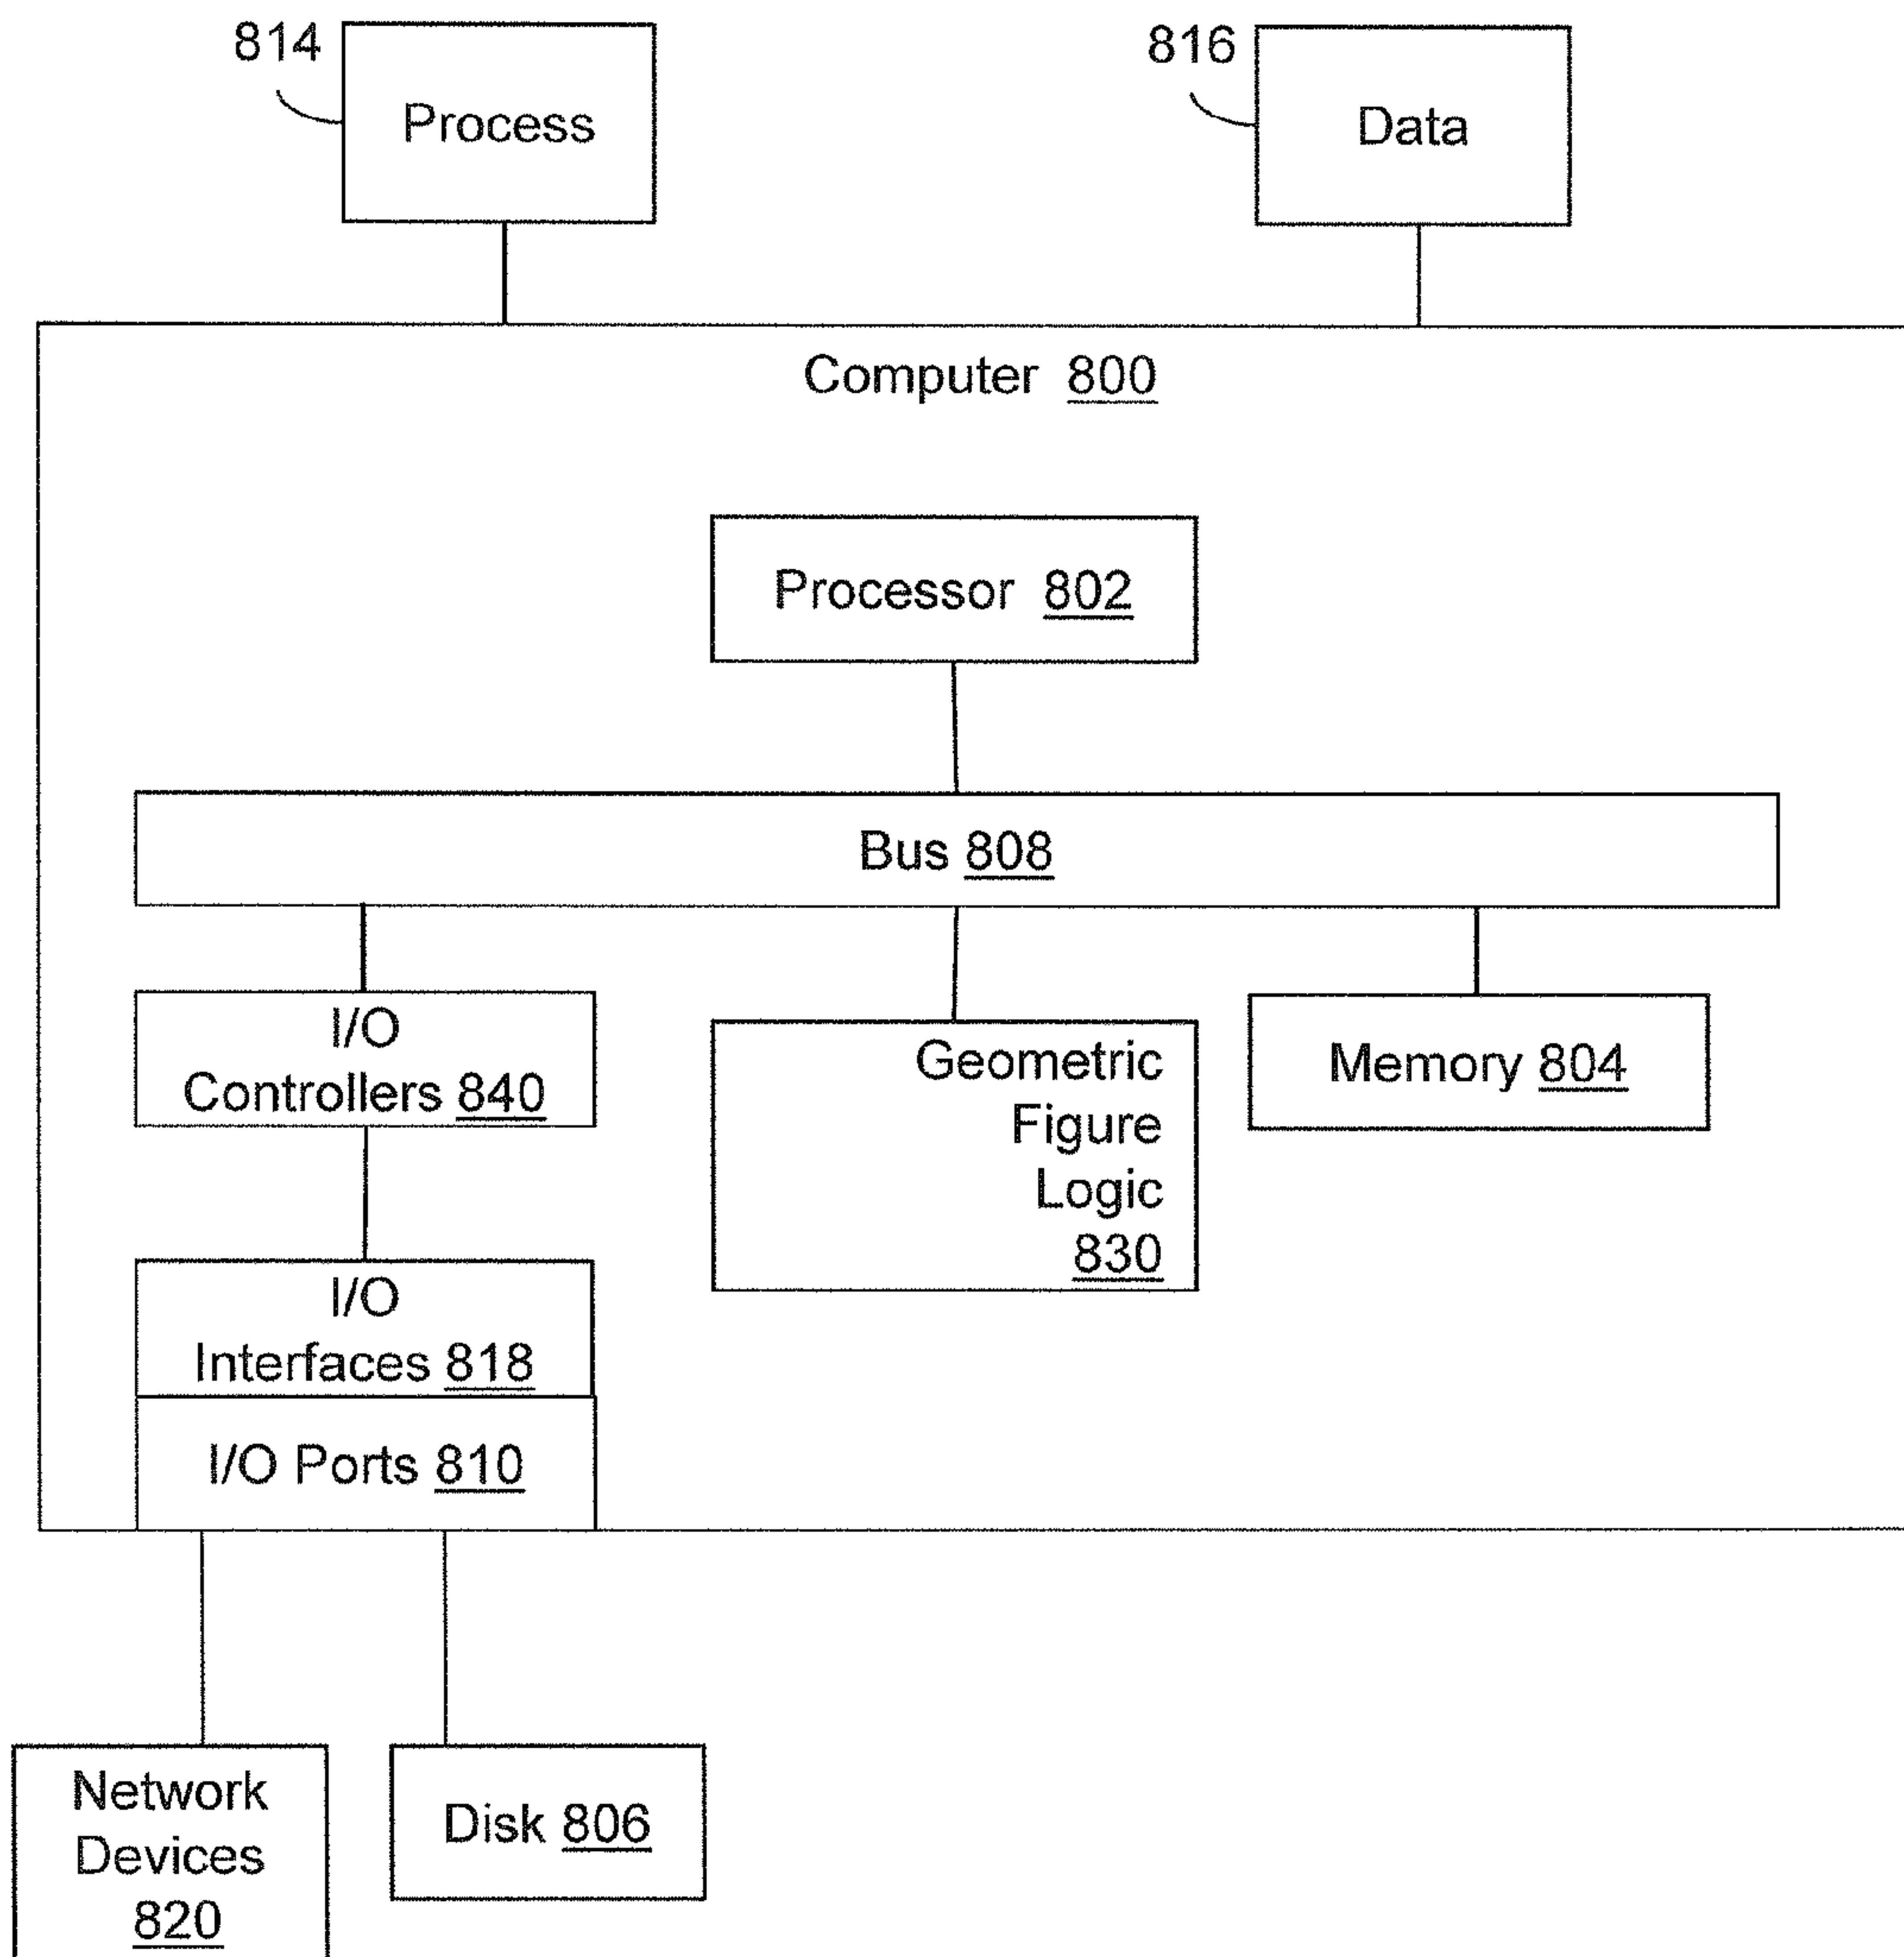 814
Process
816
Data
Computer 800
Processor 802
Bus 808
I/O
Controllers 840
Geometric
Figure
Logic
830
Memory 804
I/O
Interfaces 818
I/O Ports 810
Network
Devices
820
Disk 806